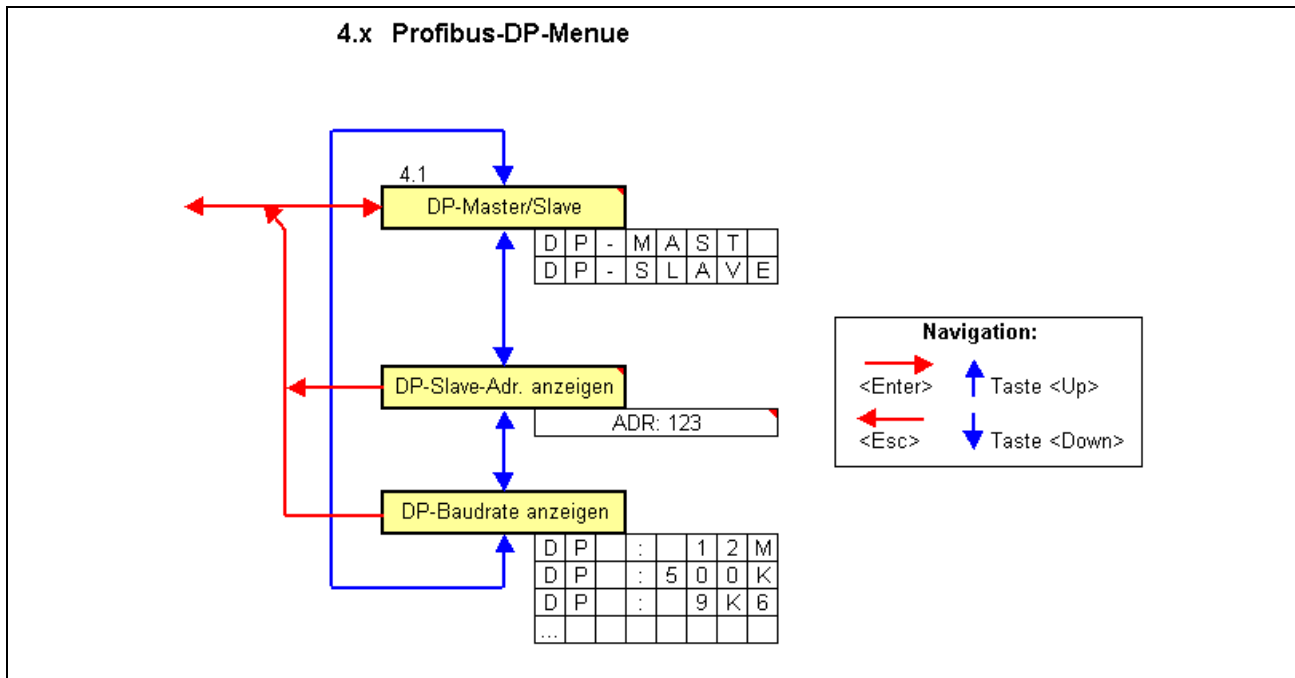 4.x Profibus-DP-Menue
4.1
DP-Master/Slave
DP-MAST
DP-SLAVE
DP-Slave-Adr. anzeigen
ADR: 123
DP-Baudrate anzeigen
DP : 12M
DP :500K
DP : 9K6
...
Navigation:
<Enter> Taste <Up>
<Esc> Taste <Down>